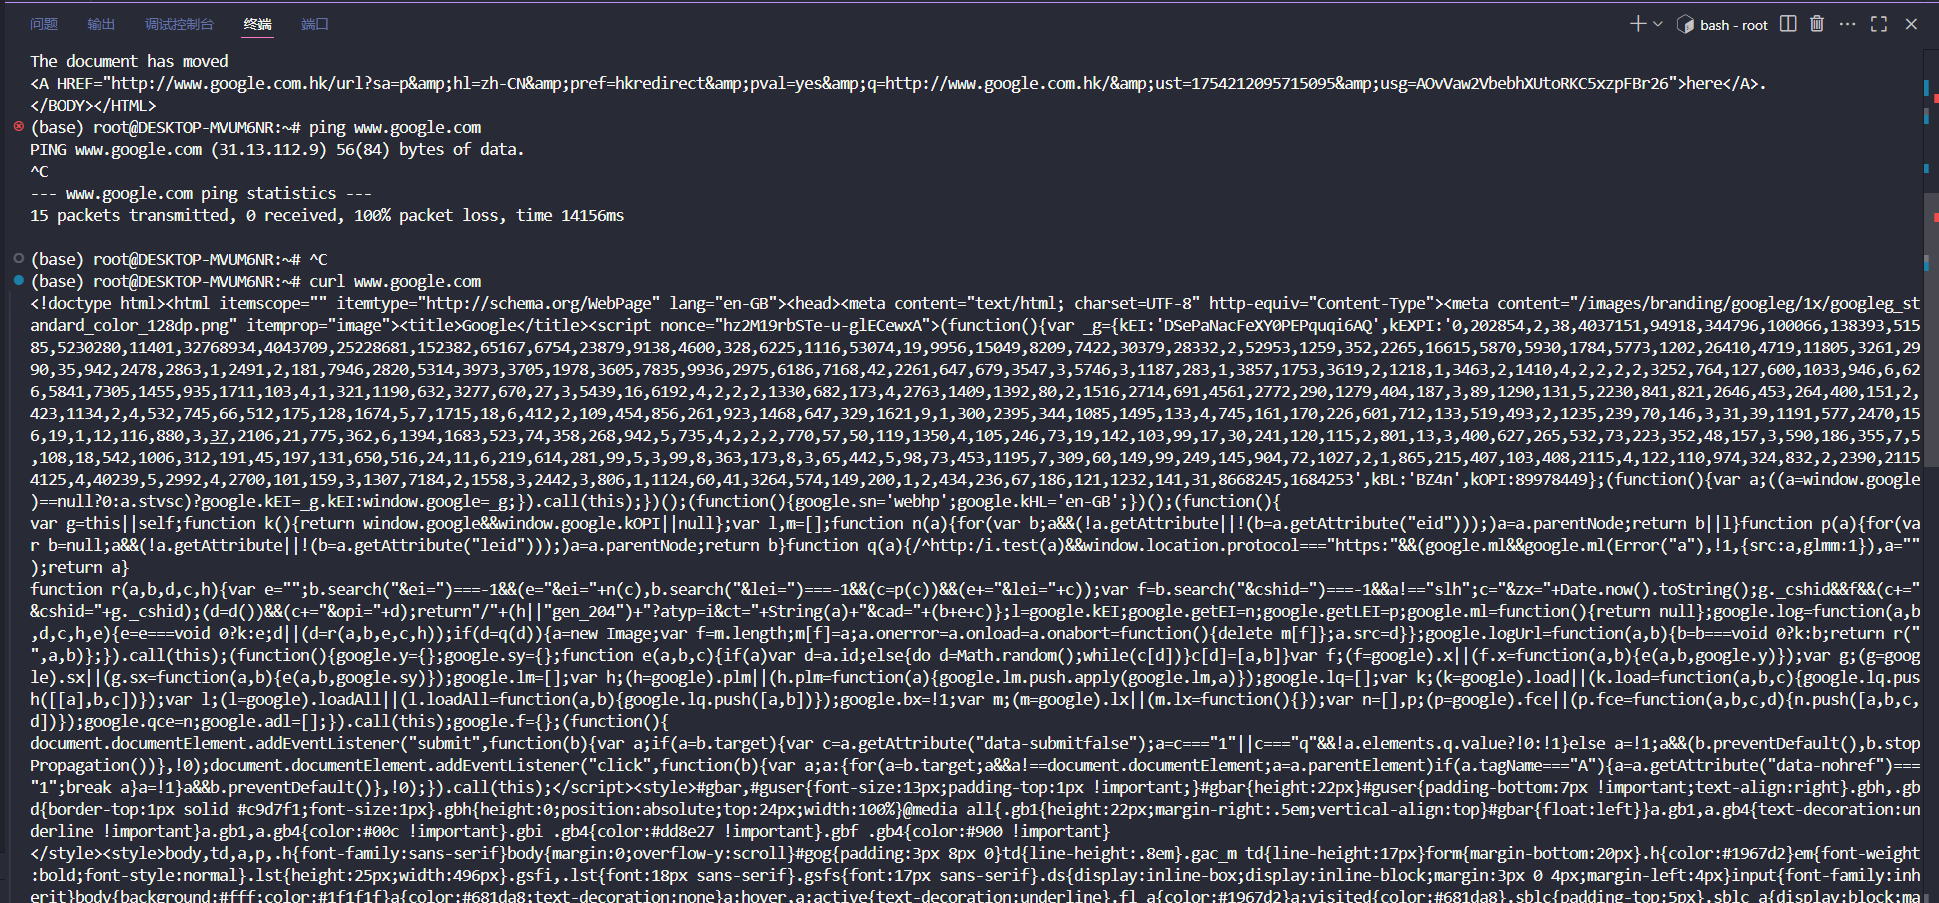 问题 输出 调试控制台 终端 端口 bash - root
The document has moved
<A HREF="http://www.google.com.hk/url?sa=p&amp;hl=zh-CN&amp;pref=hkredirect&amp;pval=yes&amp;q=http://www.google.com.hk/&amp;ust=1754212095715095&amp;usg=AOvVaw2VbebhXUtoRKC5xzpFBr26">here</A>.
</BODY></HTML>
(base) root@DESKTOP-MVUM6NR:~# ping www.google.com
PING www.google.com (31.13.112.9) 56(84) bytes of data.
^C
--- www.google.com ping statistics ---
15 packets transmitted, 0 received, 100% packet loss, time 14156ms
(base) root@DESKTOP-MVUM6NR:~# ^C
(base) root@DESKTOP-MVUM6NR:~# curl www.google.com
<!doctype html><html itemscope="" itemtype="http://schema.org/WebPage" lang="en-GB"><head><meta content="text/html; charset=UTF-8" http-equiv="Content-Type"><meta content="/images/branding/googleg/1x/googleg_st
andard_color_128dp.png" itemprop="image"><title>Google</title><script nonce="hz2M19rbSTe-u-glECewxA">(function(){var _g={kEI:'DSePaNacFeXY0PEPquqi6AQ',kEXPI:'0,202854,2,38,4037151,94918,344796,100066,138393,515
85,5230280,11401,32768934,4043709,25228681,152382,65167,6754,23879,9138,4600,328,6225,1116,53074,19,9956,15049,8209,7422,30379,28332,2,52953,1259,352,2265,16615,5870,5930,1784,5773,1202,26410,4719,11805,3261,29
90,35,942,2478,2863,1,2491,2,181,7946,2820,5314,3973,3705,1978,3605,7835,9936,2975,6186,7168,42,2261,647,679,3547,3,5746,3,1187,283,1,3857,1753,3619,2,1218,1,3463,2,1410,4,2,2,2,2,3252,764,127,600,1033,946,6,62
6,5841,7305,1455,935,1711,103,4,1,321,1190,632,3277,670,27,3,5439,16,6192,4,2,2,2,1330,682,173,4,2763,1409,1392,80,2,1516,2714,691,4561,2772,290,1279,404,187,3,89,1290,131,5,2230,841,821,2646,453,264,400,151,2,
423,1134,2,4,532,745,66,512,175,128,1674,5,7,1715,18,6,412,2,109,454,856,261,923,1468,647,329,1621,9,1,300,2395,344,1085,1495,133,4,745,161,170,226,601,712,133,519,493,2,1235,239,70,146,3,31,39,1191,577,2470,15
6,19,1,12,116,880,3,37,2106,21,775,362,6,1394,1683,523,74,358,268,942,5,735,4,2,2,2,770,57,50,119,1350,4,105,246,73,19,142,103,99,17,30,241,120,115,2,801,13,3,400,627,265,532,73,223,352,48,157,3,590,186,355,7,5
,108,18,542,1006,312,191,45,197,131,650,516,24,11,6,219,614,281,99,5,3,99,8,363,173,8,3,65,442,5,98,73,453,1195,7,309,60,149,99,249,145,904,72,1027,2,1,865,215,407,103,408,2115,4,122,110,974,324,832,2,2390,2115
4125,4,40239,5,2992,4,2700,101,159,3,1307,7184,2,1558,3,2442,3,806,1,1124,60,41,3264,574,149,200,1,2,434,236,67,186,121,1232,141,31,8668245,1684253',kBL:'BZ4n',kOPI:89978449};(function(){var a;((a=window.google
)==null?0:a.stvsc)?google.kEI=_g.kEI:window.google=_g;}).call(this);})();(function(){google.sn='webhp';google.kHL='en-GB';})();(function(){
var g=this||self;function k(){return window.google&&window.google.kOPI||null};var l,m=[];function n(a){for(var b;a&&(!a.getAttribute||!(b=a.getAttribute("eid")));)a=a.parentNode;return b||l}function p(a){for(va
r b=null;a&&(!a.getAttribute||!(b=a.getAttribute("leid")));)a=a.parentNode;return b}function q(a){/^http:/i.test(a)&&window.location.protocol==="https:"&&(google.ml&&google.ml(Error("a"),!1,{src:a,glmm:1}),a=""
);return a}
function r(a,b,d,c,h){var e="";b.search("&ei=")===-1&&(e="&ei="+n(c),b.search("&lei=")===-1&&(c=p(c))&&(e+="&lei="+c));var f=b.search("&cshid=")===-1&&a!=="slh";c="&zx="+Date.now().toString();g._cshid&&f&&(c+="
&cshid="+g._cshid);(d=d())&&(c+="&opi="+d);return"/"+(h||"gen_204")+"?atyp=i&ct="+String(a)+"&cad="+(b+e+c)};l=google.kEI;google.getEI=n;google.getLEI=p;google.ml=function(){return null};google.log=function(a,b
,d,c,h,e){e=e===void 0?k:e;d||(d=r(a,b,e,c,h));if(d=q(d)){a=new Image;var f=m.length;m[f]=a;a.onerror=a.onload=a.onabort=function(){delete m[f]};a.src=d}};google.logUrl=function(a,b){b=b===void 0?k:b;return r("
",a,b)};}).call(this);(function(){google.y={};google.sy={};function e(a,b,c){if(a)var d=a.id;else{do d=Math.random();while(c[d])}c[d]=[a,b]}var f;(f=google).x||(f.x=function(a,b){e(a,b,google.y)});var g;(g=goog
le).sx||(g.sx=function(a,b){e(a,b,google.sy)});google.lm=[];var h;(h=google).plm||(h.plm=function(a){google.lm.push.apply(google.lm,a)});google.lq=[];var k;(k=google).load||(k.load=function(a,b,c){google.lq.pus
h([[a],b,c])});var l;(l=google).loadAll||(l.loadAll=function(a,b){google.lq.push([a,b])});google.bx=!1;var m;(m=google).lx||(m.lx=function(){});var n=[],p;(p=google).fce||(p.fce=function(a,b,c,d){n.push([a,b,c,
d])});google.qce=n;google.adl=[];}).call(this);google.f={};(function(){
document.documentElement.addEventListener("submit",function(b){var a;if(a=b.target){var c=a.getAttribute("data-submitfalse");a=c==="1"||c==="q"&&!a.elements.q.value?!0:!1}else a=!1;a&&(b.preventDefault(),b.stop
Propagation())},!0);document.documentElement.addEventListener("click",function(b){var a;a:{for(a=b.target;a&&a!==document.documentElement;a=a.parentElement)if(a.tagName==="A"){a=a.getAttribute("data-nohref")===
"1";break a}a=!1}a&&b.preventDefault()},!0);}).call(this);</script><style>#gbar,#guser{font-size:13px;padding-top:1px !important;}#gbar{height:22px}#guser{padding-bottom:7px !important;text-align:right}.gbh,.gb
d{border-top:1px solid #c9d7f1;font-size:1px}.gbh{height:0;position:absolute;top:24px;width:100%}@media all{.gb1{height:22px;margin-right:.5em;vertical-align:top}#gbar{float:left}}a.gb1,a.gb4{text-decoration:un
derline !important}a.gb1,a.gb4{color:#00c !important}.gbi .gb4{color:#dd8e27 !important}.gbf .gb4{color:#900 !important}
</style><style>body,td,a,p,.h{font-family:sans-serif}body{margin:0;overflow-y:scroll}#gog{padding:3px 8px 0}td{line-height:.8em}.gac_m td{line-height:17px}form{margin-bottom:20px}.h{color:#1967d2}em{font-weight
:bold;font-style:normal}.lst{height:25px;width:496px}.gsfi,.lst{font:18px sans-serif}.gsfs{font:17px sans-serif}.ds{display:inline-box;display:inline-block;margin:3px 0 4px;margin-left:4px}input{font-family:inh
erit}body{background:#fff;color:#1f1f1f}a{color:#681da8;text-decoration:none}a:hover,a:active{text-decoration:underline}.fl a{color:#1967d2}a:visited{color:#681da8}.sblc{padding-top:5px}.sblc a{display:block;ma